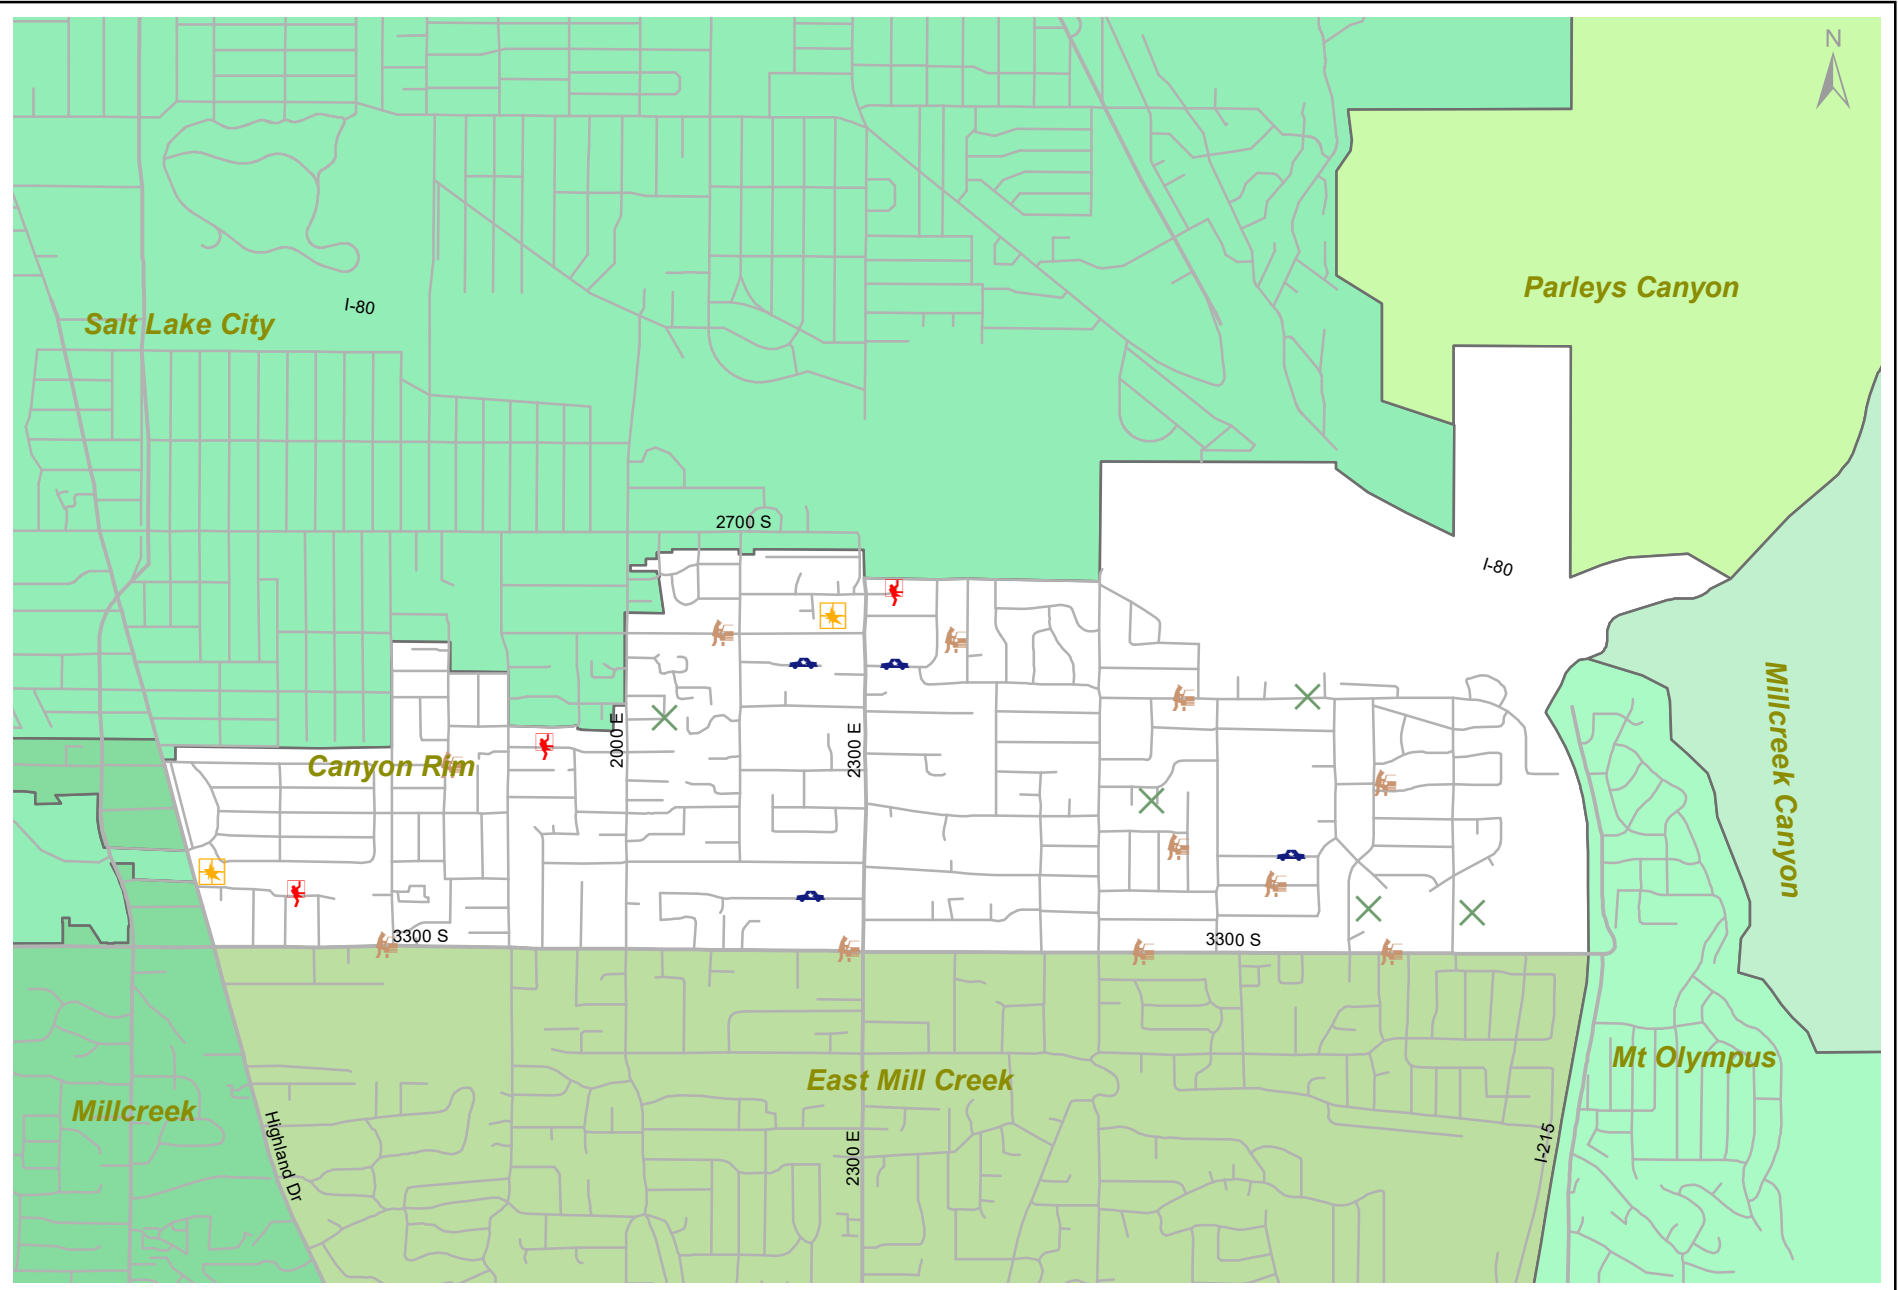 N
Parleys Canyon
I-80
Salt Lake City
2700 S
I-80
Millcreek Canyon
2000 E
2300 E
Canyon Rim
3300 S
3300 S
Mt Olympus
East Mill Creek
Millcreek
Highland Dr
2300 E
I-215